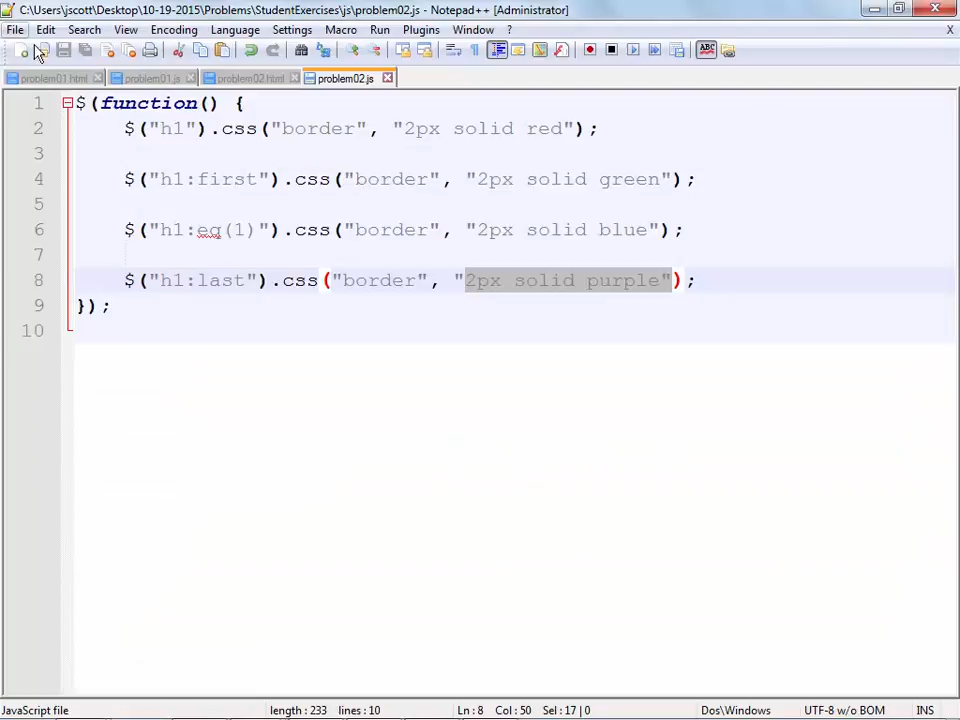 C:\Users\jscott\Desktop\10-19-2015\Problems\StudentExercises\js\problem02.js - Notepad++ [Administrator]
File Edit Search View Encoding Language Settings Macro Run Plugins Window ? X
ABC
problem01.html problem01.js problem02.html problem02.js
1 $(function() {
2 $("h1").css("border", "2px solid red");
3
4 $("h1:first").css("border", "2px solid green");
5
6 $("h1:eq(1)").css("border", "2px solid blue");
7
8 $("h1:last").css("border", "2px solid purple");
9 });
10
JavaScript file length : 233 lines : 10 Ln : 8 Col : 50 Sel : 17 | 0 Dos\Windows UTF-8 w/o BOM INS